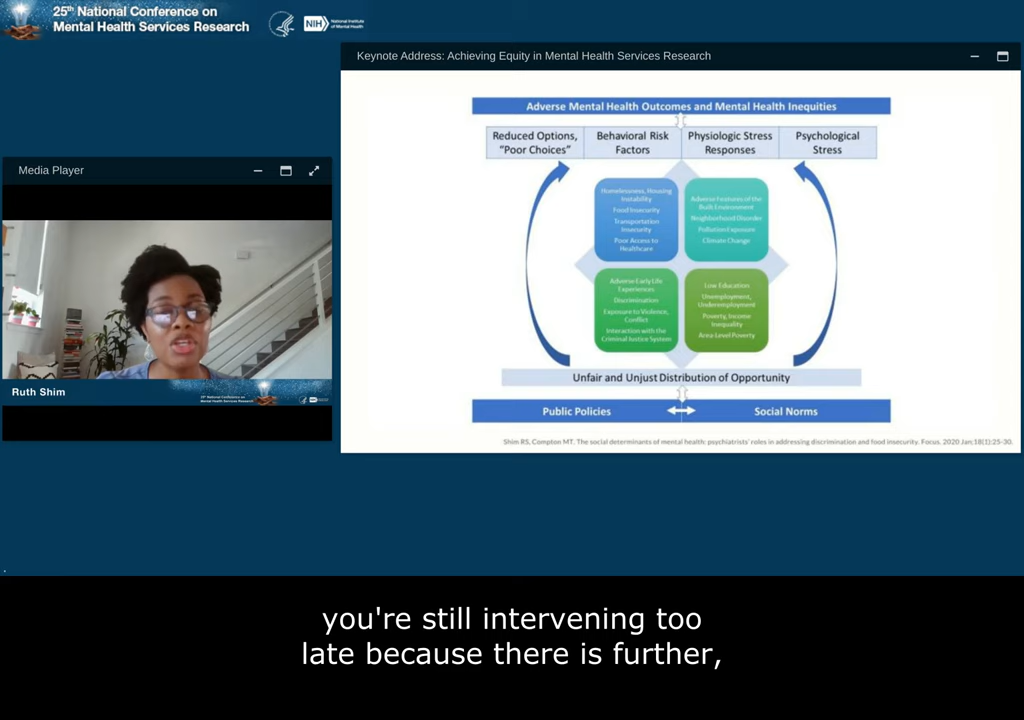 25th National Conference on
Mental Health Services Research
NIH
National Institute
of Mental Health
Keynote Address: Achieving Equity in Mental Health Services Research
Media Player
Ruth Shim
Adverse Mental Health Outcomes and Mental Health Inequities
Reduced Options,
"Poor Choices"
Behavioral Risk
Factors
Physiologic Stress
Responses
Psychological
Stress
Homelessness, Housing
Instability
Food Insecurity
Transportation
Insecurity
Poor Access to
Healthcare
Adverse Features of the
Built Environment
Neighborhood Disorder
Pollution Exposure
Climate Change
Adverse Early Life
Experiences
Discrimination
Exposure to Violence,
Conflict
Interaction with the
Criminal Justice System
Low Education
Unemployment,
Underemployment
Poverty, Income
Inequality
Area-Level Poverty
Unfair and Unjust Distribution of Opportunity
Public Policies
Social Norms
Shim RS, Compton MT. The social determinants of mental health: psychiatrists' roles in addressing discrimination and food insecurity. Focus. 2020 Jan;18(1):25-30.
you're still intervening too
late because there is further,